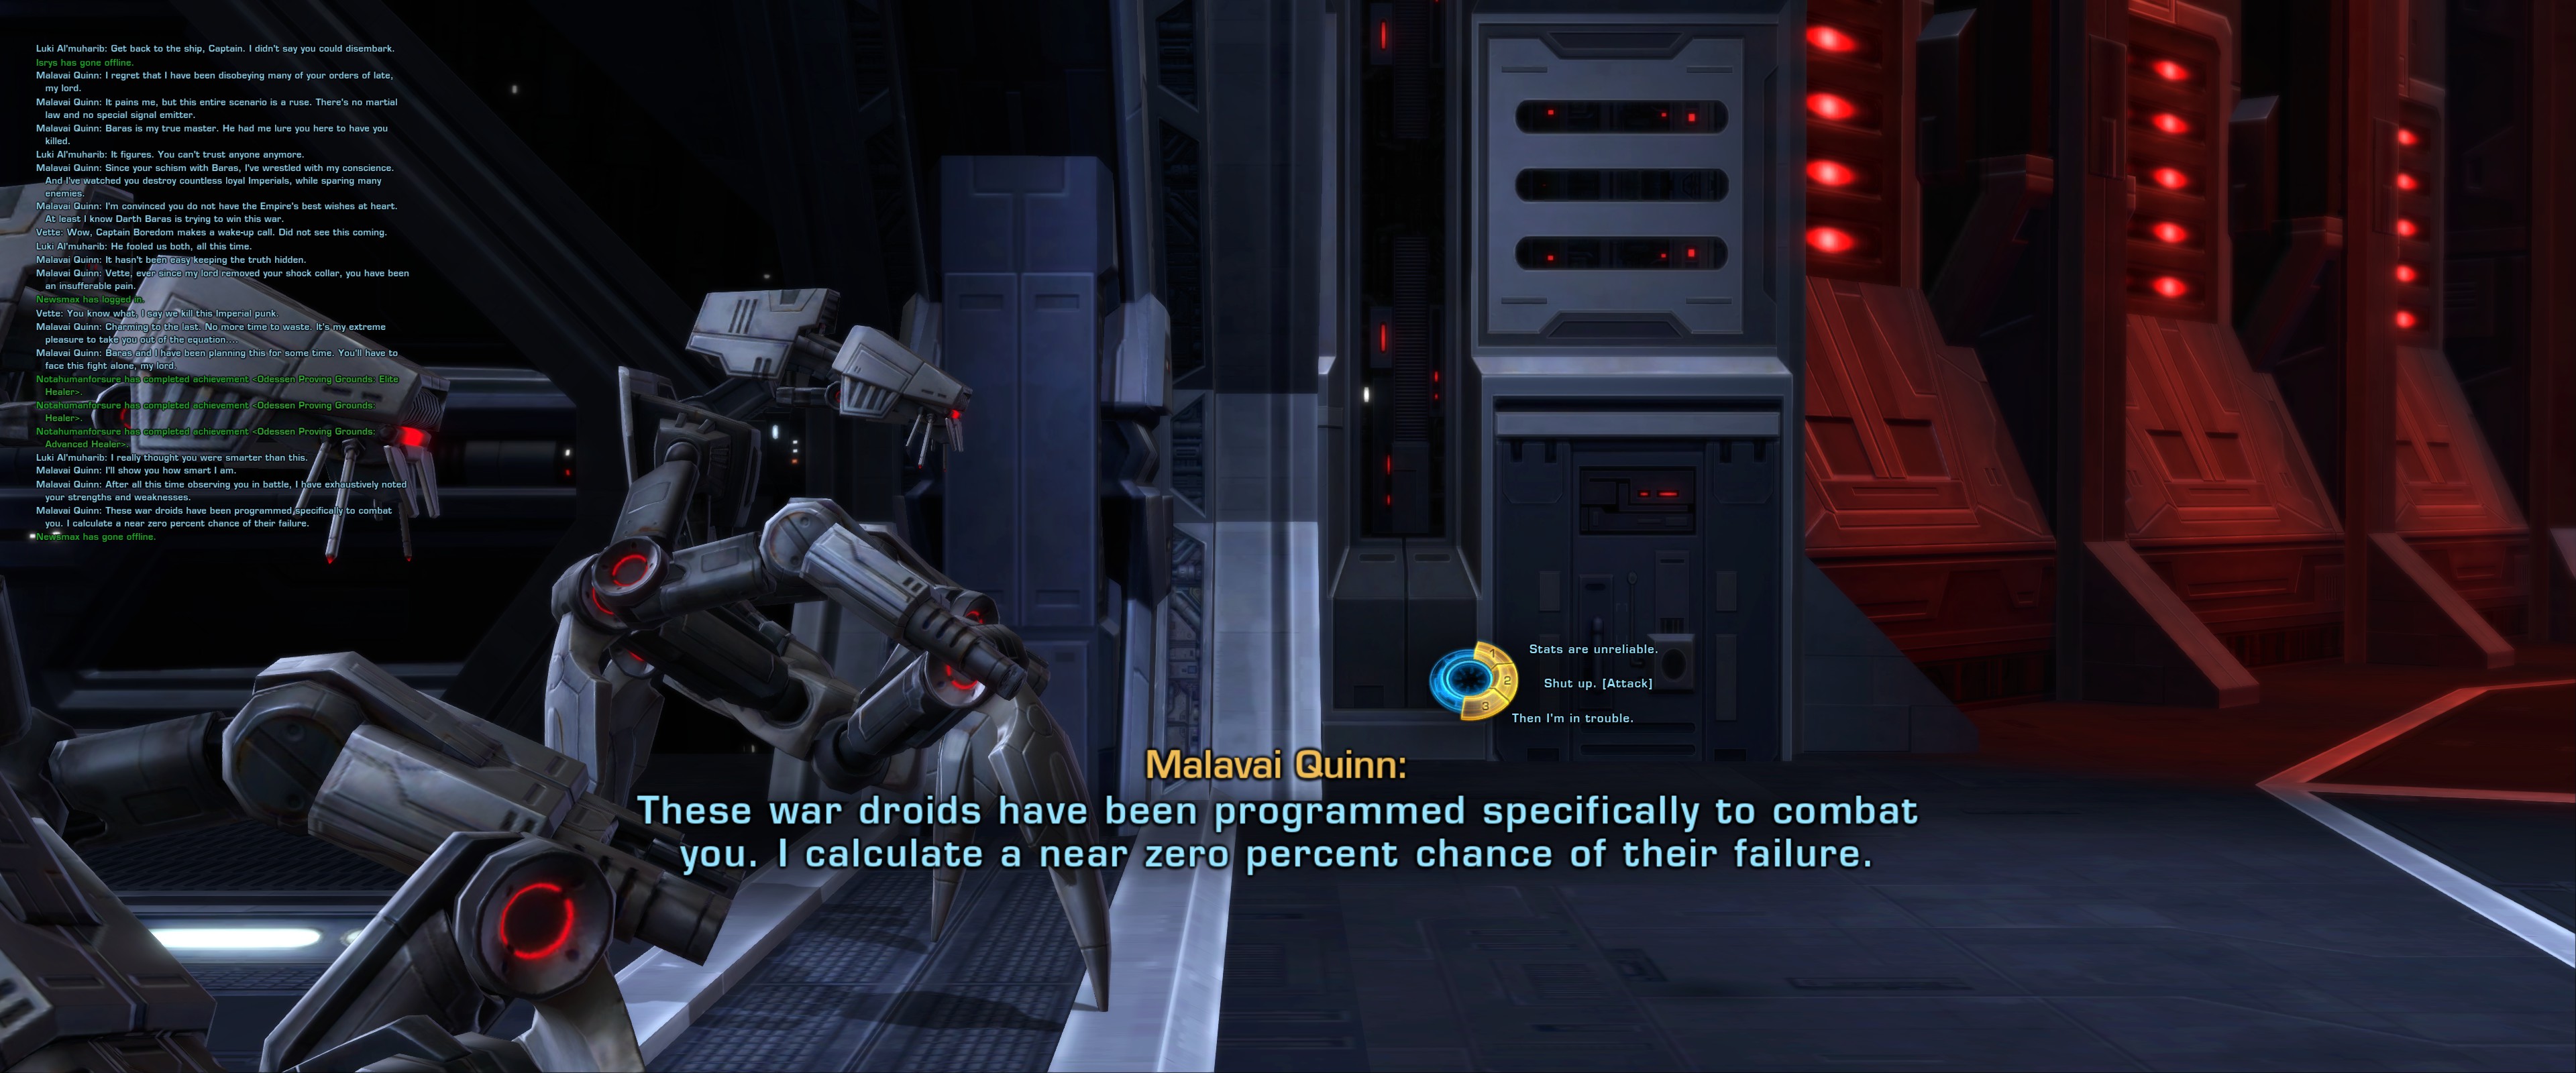 Luki Al'muharib: Get back to the ship, Captain. I didn't say you could disembark.
Isrys has gone offline.
Malavai Quinn: I regret that I have been disobeying many of your orders of late,
my lord.
Malavai Quinn: It pains me, but this entire scenario is a ruse. There's no martial
law and no special signal emitter.
Malavai Quinn: Baras is my true master. He had me lure you here to have you
killed.
Luki Al'muharib: It figures. You can't trust anyone anymore.
Malavai Quinn: Since your schism with Baras, I've wrestled with my conscience.
And I've watched you destroy countless loyal Imperials, while sparing many
enemies.
Malavai Quinn: I'm convinced you do not have the Empire's best wishes at heart.
At least I know Darth Baras is trying to win this war.
Vette: Wow, Captain Boredom makes a wake-up call. Did not see this coming.
Luki Al'muharib: He fooled us both, all this time.
Malavai Quinn: It hasn't been easy keeping the truth hidden.
Malavai Quinn: Vette, ever since my lord removed your shock collar, you have been
an insufferable pain.
Newsmax has logged in.
Vette: You know what, I say we kill this Imperial punk.
Malavai Quinn: Charming to the last. No more time to waste. It's my extreme
pleasure to take you out of the equation....
Malavai Quinn: Baras and I have been planning this for some time. You'll have to
face this fight alone, my lord.
Notahumanforsure has completed achievement <Odessen Proving Grounds: Elite
Healer>.
Notahumanforsure has completed achievement <Odessen Proving Grounds:
Healer>.
Notahumanforsure has completed achievement <Odessen Proving Grounds:
Advanced Healer>.
Luki Al'muharib: I really thought you were smarter than this.
Malavai Quinn: I'll show you how smart I am.
Malavai Quinn: After all this time observing you in battle, I have exhaustively noted
your strengths and weaknesses.
Malavai Quinn: These war droids have been programmed specifically to combat
you. I calculate a near zero percent chance of their failure.
Newsmax has gone offline.
1 Stats are unreliable.
2 Shut up. [Attack]
3 Then I'm in trouble.
Malavai Quinn:
These war droids have been programmed specifically to combat
you. I calculate a near zero percent chance of their failure.